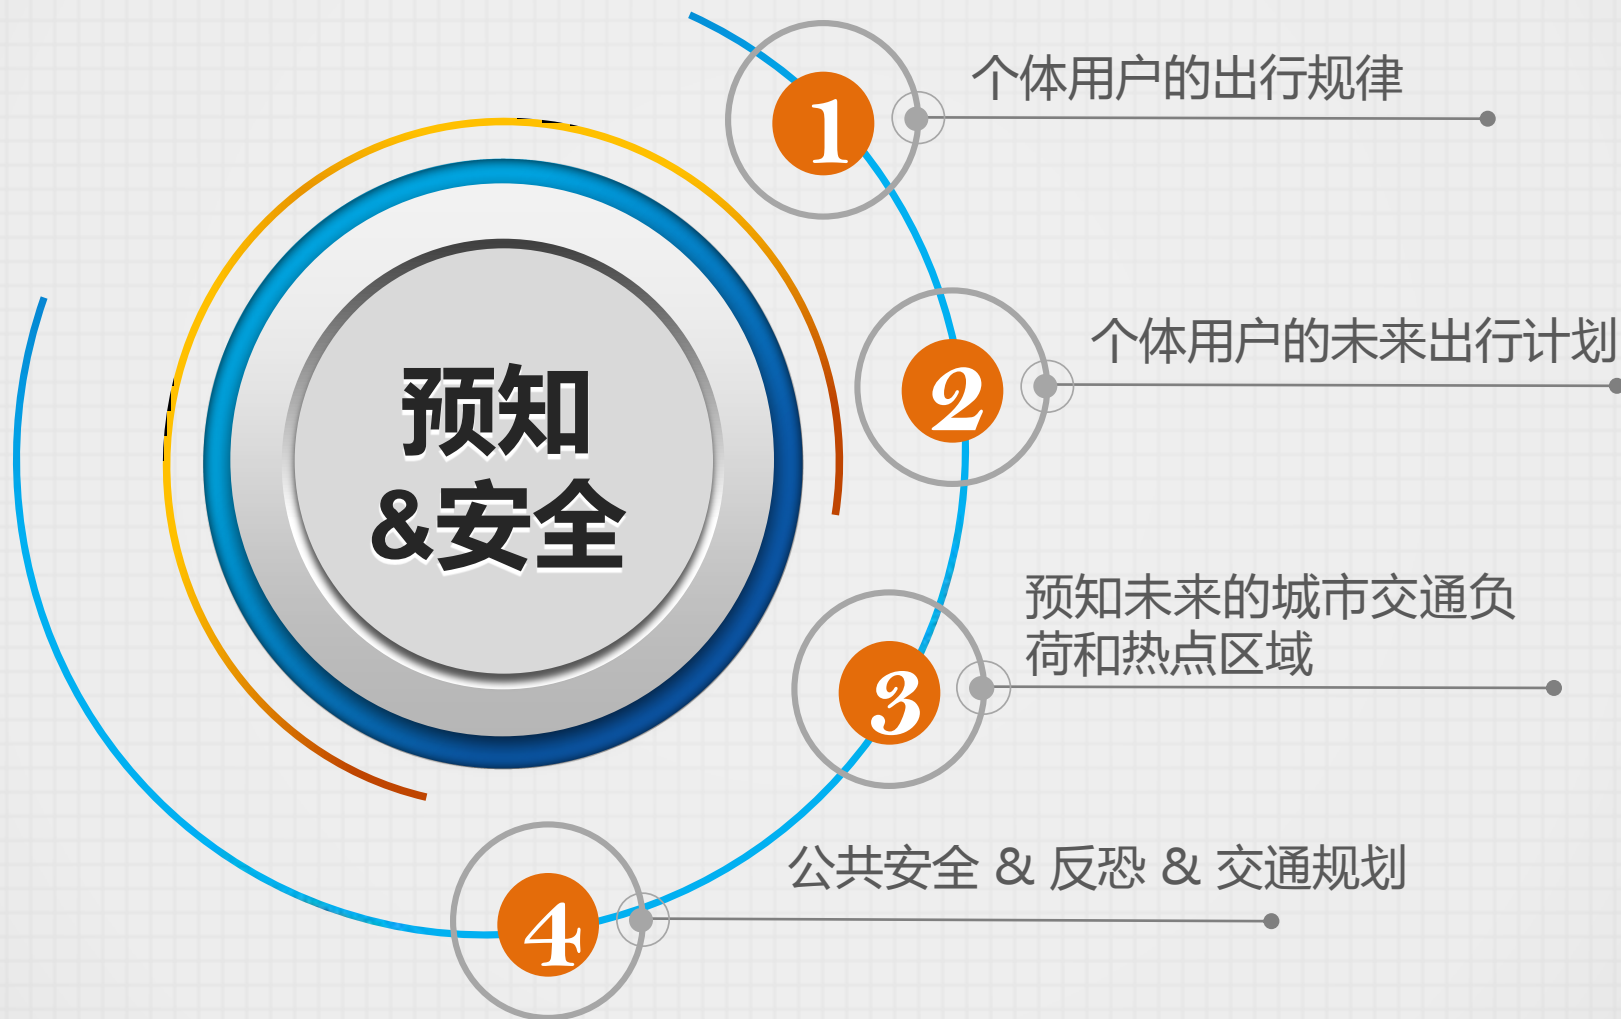 预知
&安全
1
个体用户的出行规律
2
个体用户的未来出行计划
3
预知未来的城市交通负
荷和热点区域
4
公共安全 & 反恐 & 交通规划